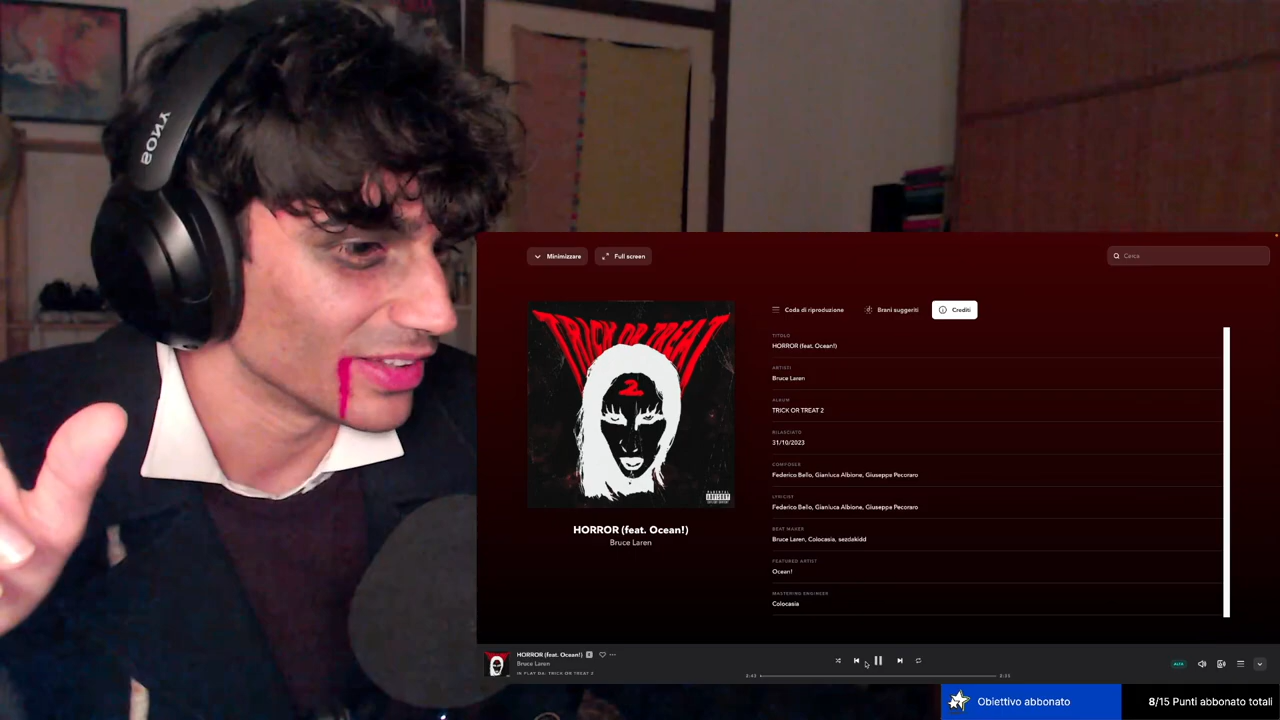 SONY
Minimizzare
Full screen
Cerca
TRICK OR TREAT
2
PARENTAL
ADVISORY
HORROR (feat. Ocean!)
Bruce Laren
Coda di riproduzione
Brani suggeriti
Crediti
TITOLO
HORROR (feat. Ocean!)
ARTISTI
Bruce Laren
ALBUM
TRICK OR TREAT 2
RILASCIATO
31/10/2023
COMPOSER
Federico Bello, Gianluca Albione, Giuseppe Pecoraro
LYRICIST
Federico Bello, Gianluca Albione, Giuseppe Pecoraro
BEAT MAKER
Bruce Laren, Colocasia, sezdakidd
FEATURED ARTIST
Ocean!
MASTERING ENGINEER
Colocasia
HORROR (feat. Ocean!)
Bruce Laren
IN PLAY DA: TRICK OR TREAT 2
ALTA
Obiettivo abbonato
8/15 Punti abbonato totali